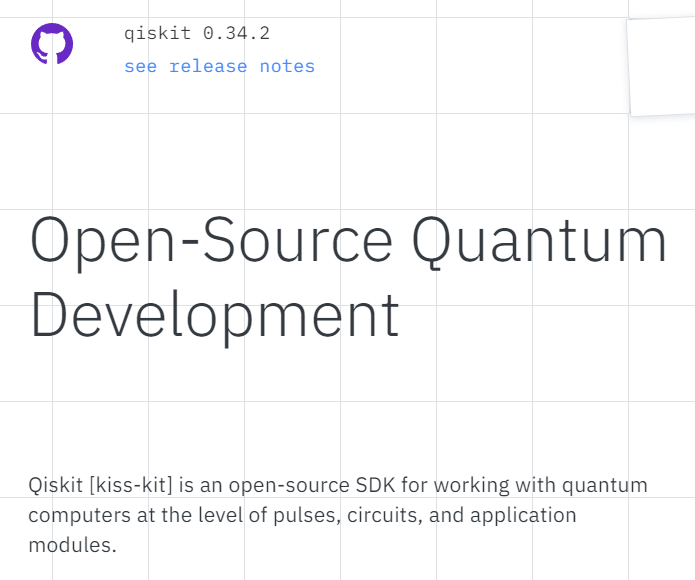 qiskit 0.34.2
see release notes
Open-Source Quantum
Development
Qiskit [kiss-kit] is an open-source SDK for working with quantum
computers at the level of pulses, circuits, and application
modules.